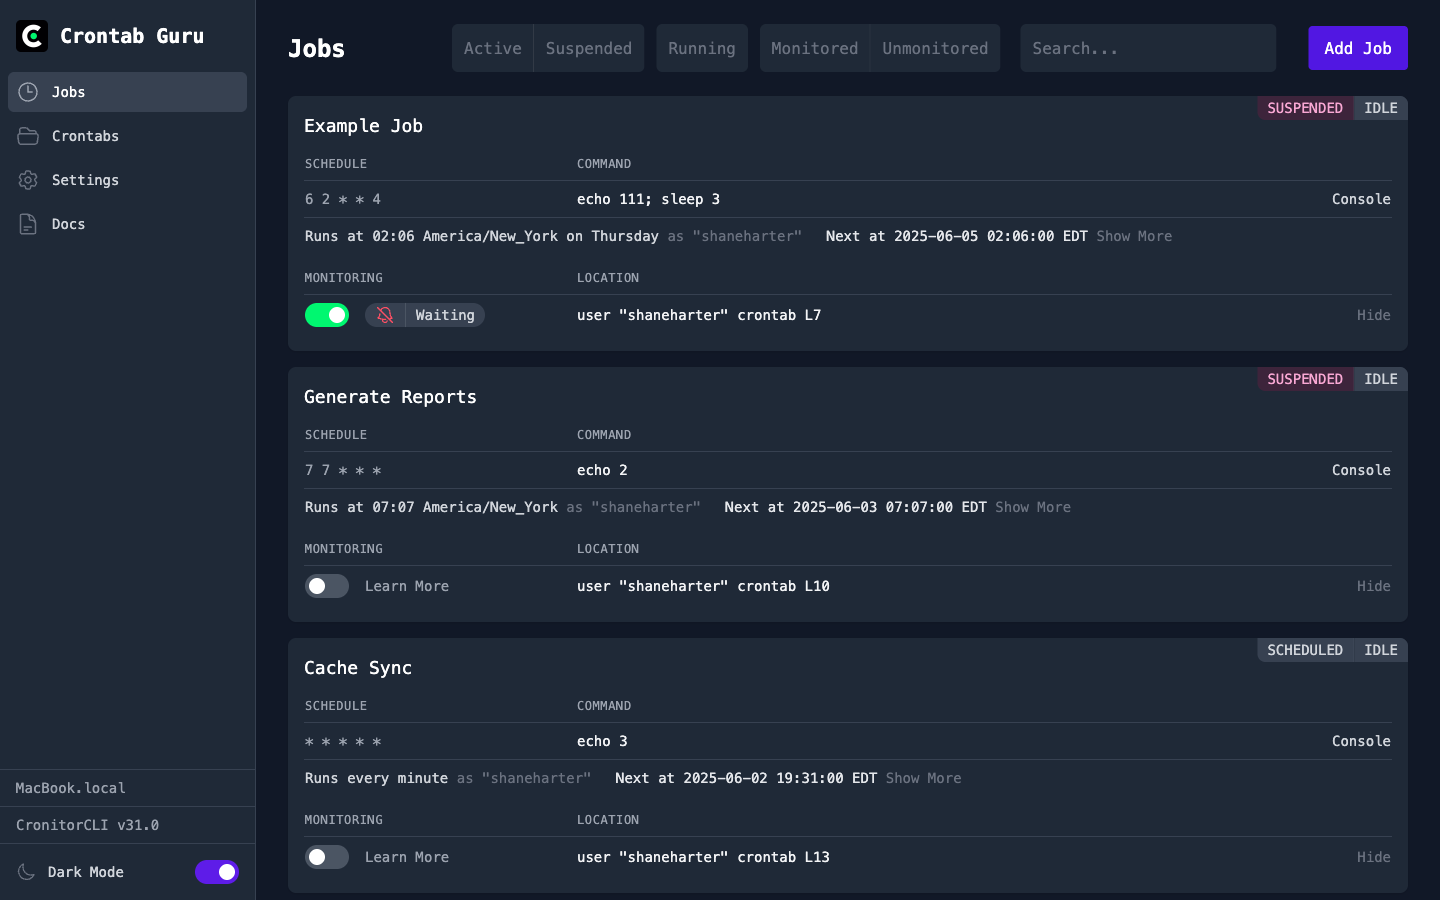 Crontab Guru
Jobs
Crontabs
Settings
Docs
MacBook.local
CronitorCLI v31.0
Dark Mode
Jobs
Active Suspended Running Monitored Unmonitored Search... Add Job
SUSPENDED IDLE
Example Job
SCHEDULE COMMAND
6 2 * * 4 echo 111; sleep 3 Console
Runs at 02:06 America/New_York on Thursday as "shaneharter" Next at 2025-06-05 02:06:00 EDT Show More
MONITORING LOCATION
Waiting user "shaneharter" crontab L7 Hide
SUSPENDED IDLE
Generate Reports
SCHEDULE COMMAND
7 7 * * * echo 2 Console
Runs at 07:07 America/New_York as "shaneharter" Next at 2025-06-03 07:07:00 EDT Show More
MONITORING LOCATION
Learn More user "shaneharter" crontab L10 Hide
SCHEDULED IDLE
Cache Sync
SCHEDULE COMMAND
* * * * * echo 3 Console
Runs every minute as "shaneharter" Next at 2025-06-02 19:31:00 EDT Show More
MONITORING LOCATION
Learn More user "shaneharter" crontab L13 Hide